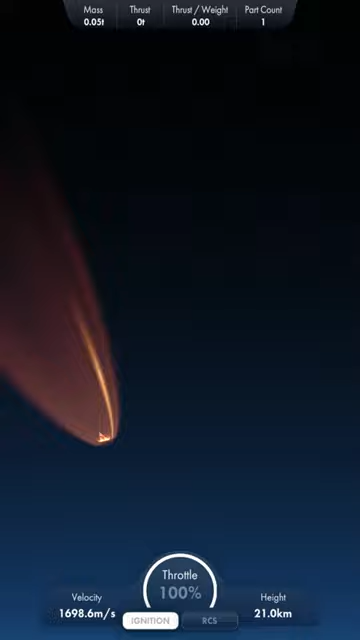 Mass Thrust Thrust / Weight Part Count
0.05t 0t 0.00 1
Throttle
100%
Velocity Height
1698.6m/s 21.0km
IGNITION RCS